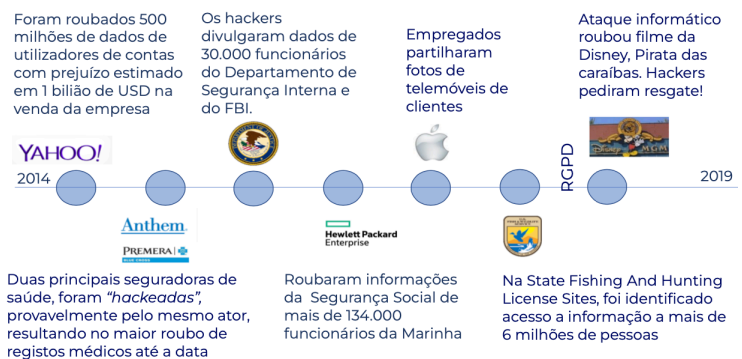 Foram roubados 500
milhões de dados de
utilizadores de contas
com prejuízo estimado
em 1 bilião de USD na
venda da empresa
Os hackers
divulgaram dados de
30.000 funcionários
do Departamento de
Segurança Interna e
do FBI.
Empregados
partilharam
fotos de
telemóveis de
clientes
Ataque informático
roubou filme da
Disney, Pirata das
caraíbas. Hackers
pediram resgate!
YAHOO!
Disney MGM
2014
RGPD
2019
Anthem.
PREMERA
BLUE CROSS
Hewlett Packard
Enterprise
Duas principais seguradoras de
saúde, foram “hackeadas”,
provavelmente pelo mesmo ator,
resultando no maior roubo de
registos médicos até a data
Roubaram informações
da Segurança Social de
mais de 134.000
funcionários da Marinha
Na State Fishing And Hunting
License Sites, foi identificado
acesso a informação a mais de
6 milhões de pessoas